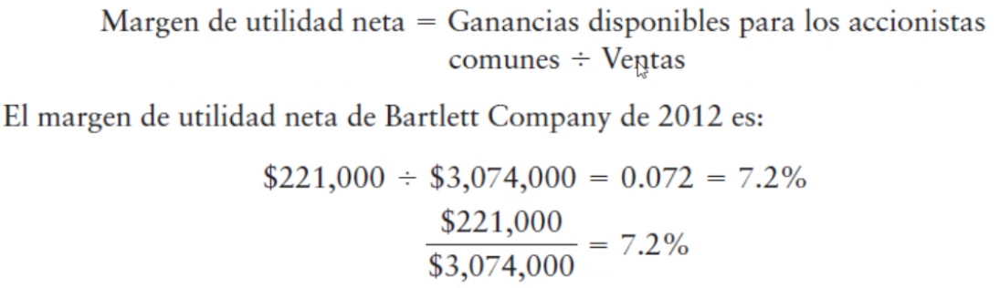 Margen de utilidad neta = Ganancias disponibles para los accionistas
comunes ÷ Ventas
El margen de utilidad neta de Bartlett Company de 2012 es:
$221,000 ÷ $3,074,000 = 0.072 = 7.2%
$221,000
= 7.2%
$3,074,000